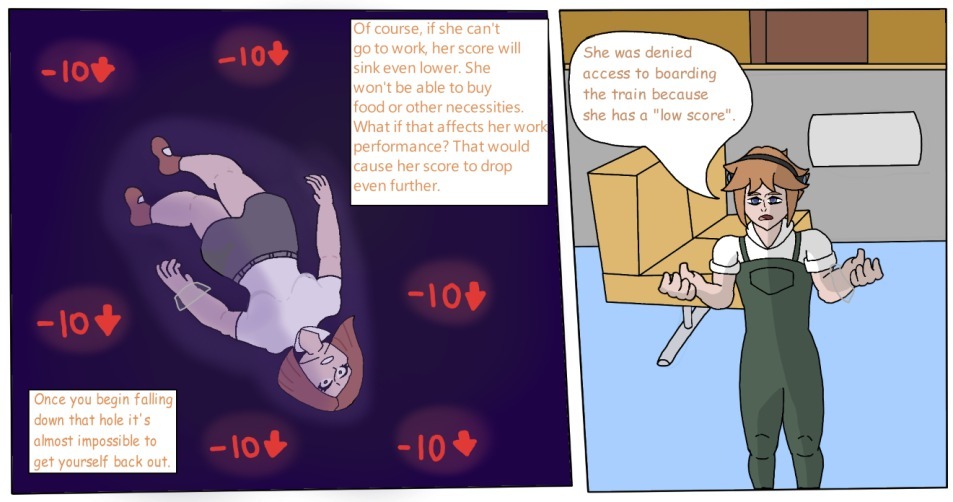 -10
-10
Of course, if she can't
go to work, her score will
sink even lower. She
won't be able to buy
food or other necessities.
What if that affects her work
performance? That would
cause her score to drop
even further.
-10
-10
Once you begin falling
down that hole it's
almost impossible to
get yourself back out.
-10
-10
She was denied
access to boarding
the train because
she has a "low score".